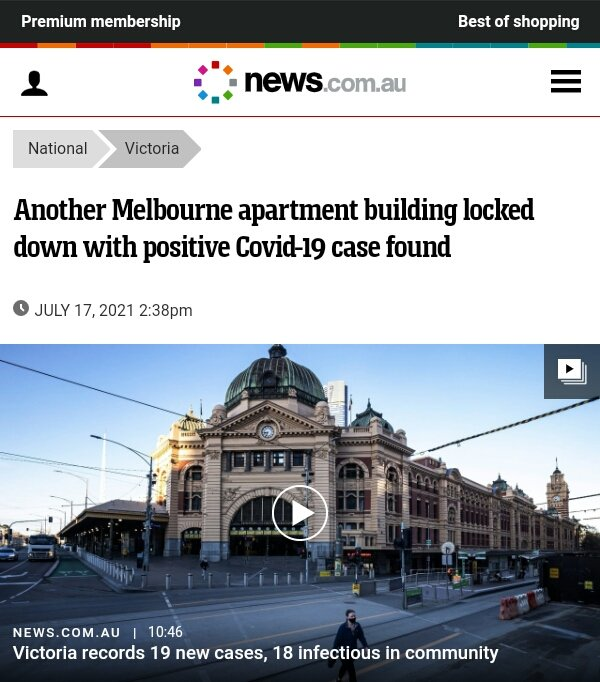 Premium membership
Best of shopping
news.com.au
National
Victoria
Another Melbourne apartment building locked
down with positive Covid-19 case found
JULY 17, 2021 2:38pm
NEWS.COM.AU | 10:46
Victoria records 19 new cases, 18 infectious in community